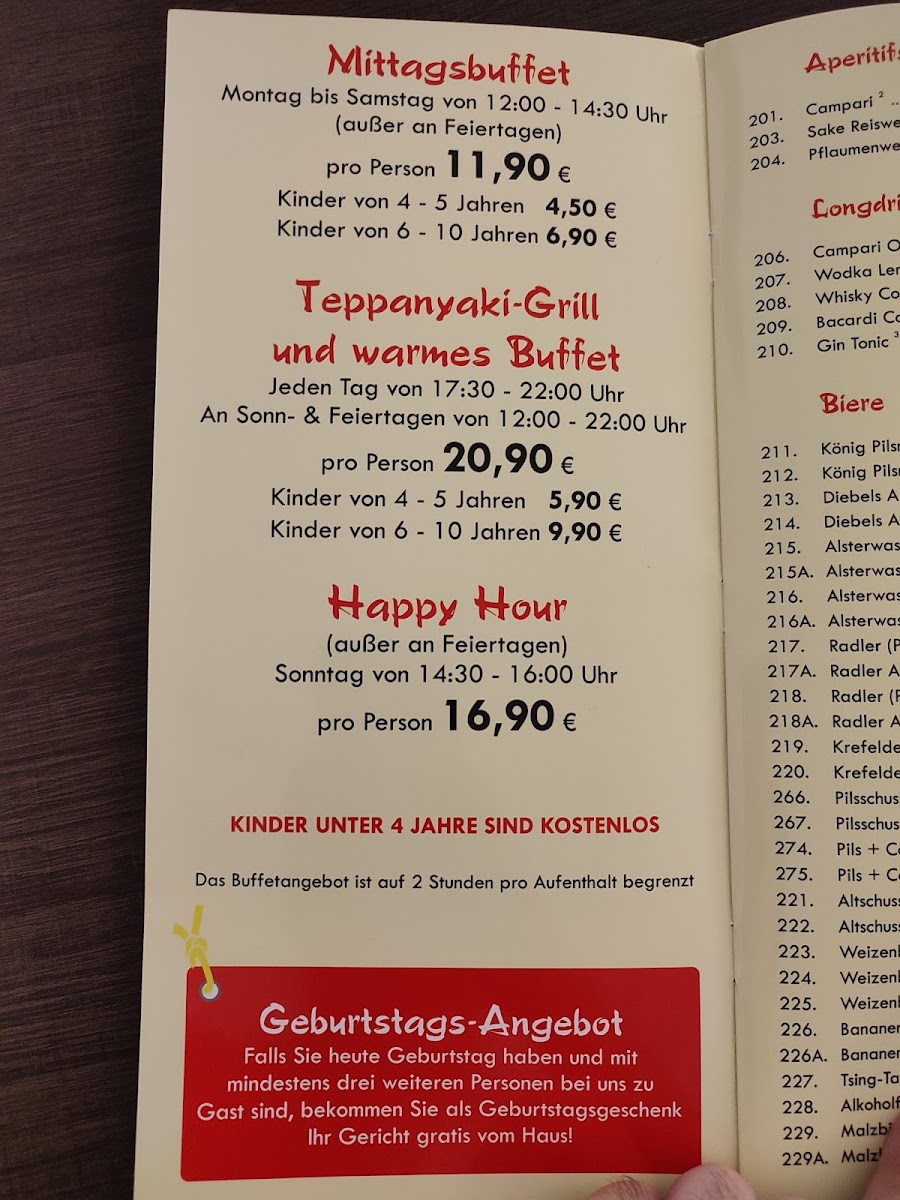 Mittagsbuffet
Montag bis Samstag von 12:00 - 14:30 Uhr
(außer an Feiertagen)
pro Person 11,90 €
Kinder von 4 - 5 Jahren 4,50 €
Kinder von 6 - 10 Jahren 6,90 €
Teppanyaki-Grill
und warmes Buffet
Jeden Tag von 17:30 - 22:00 Uhr
An Sonn- & Feiertagen von 12:00 - 22:00 Uhr
pro Person 20,90 €
Kinder von 4 - 5 Jahren 5,90 €
Kinder von 6 - 10 Jahren 9,90 €
Happy Hour
(außer an Feiertagen)
Sonntag von 14:30 - 16:00 Uhr
pro Person 16,90 €
KINDER UNTER 4 JAHRE SIND KOSTENLOS
Das Buffetangebot ist auf 2 Stunden pro Aufenthalt begrenzt
Geburtstags-Angebot
Falls Sie heute Geburtstag haben und mit
mindestens drei weiteren Personen bei uns zu
Gast sind, bekommen Sie als Geburtstagsgeschenk
Ihr Gericht gratis vom Haus!
Aperitifs
201. Campari ² ..
203. Sake
204.
206. Campari
207. Wodka
208. Whisky
209. Bacardi
210. Gin Tonic ³
Biere
211. König
212. König
213. Diebels
214. Diebels
215.
215A.
216.
216A.
217. Radler
217A. Radler
218. Radler
218A. Radler
219.
220.
266.
267.
274. Pils +
275. Pils +
221.
222.
223.
224.
225.
226.
226A.
227.
228.
229.
229A.